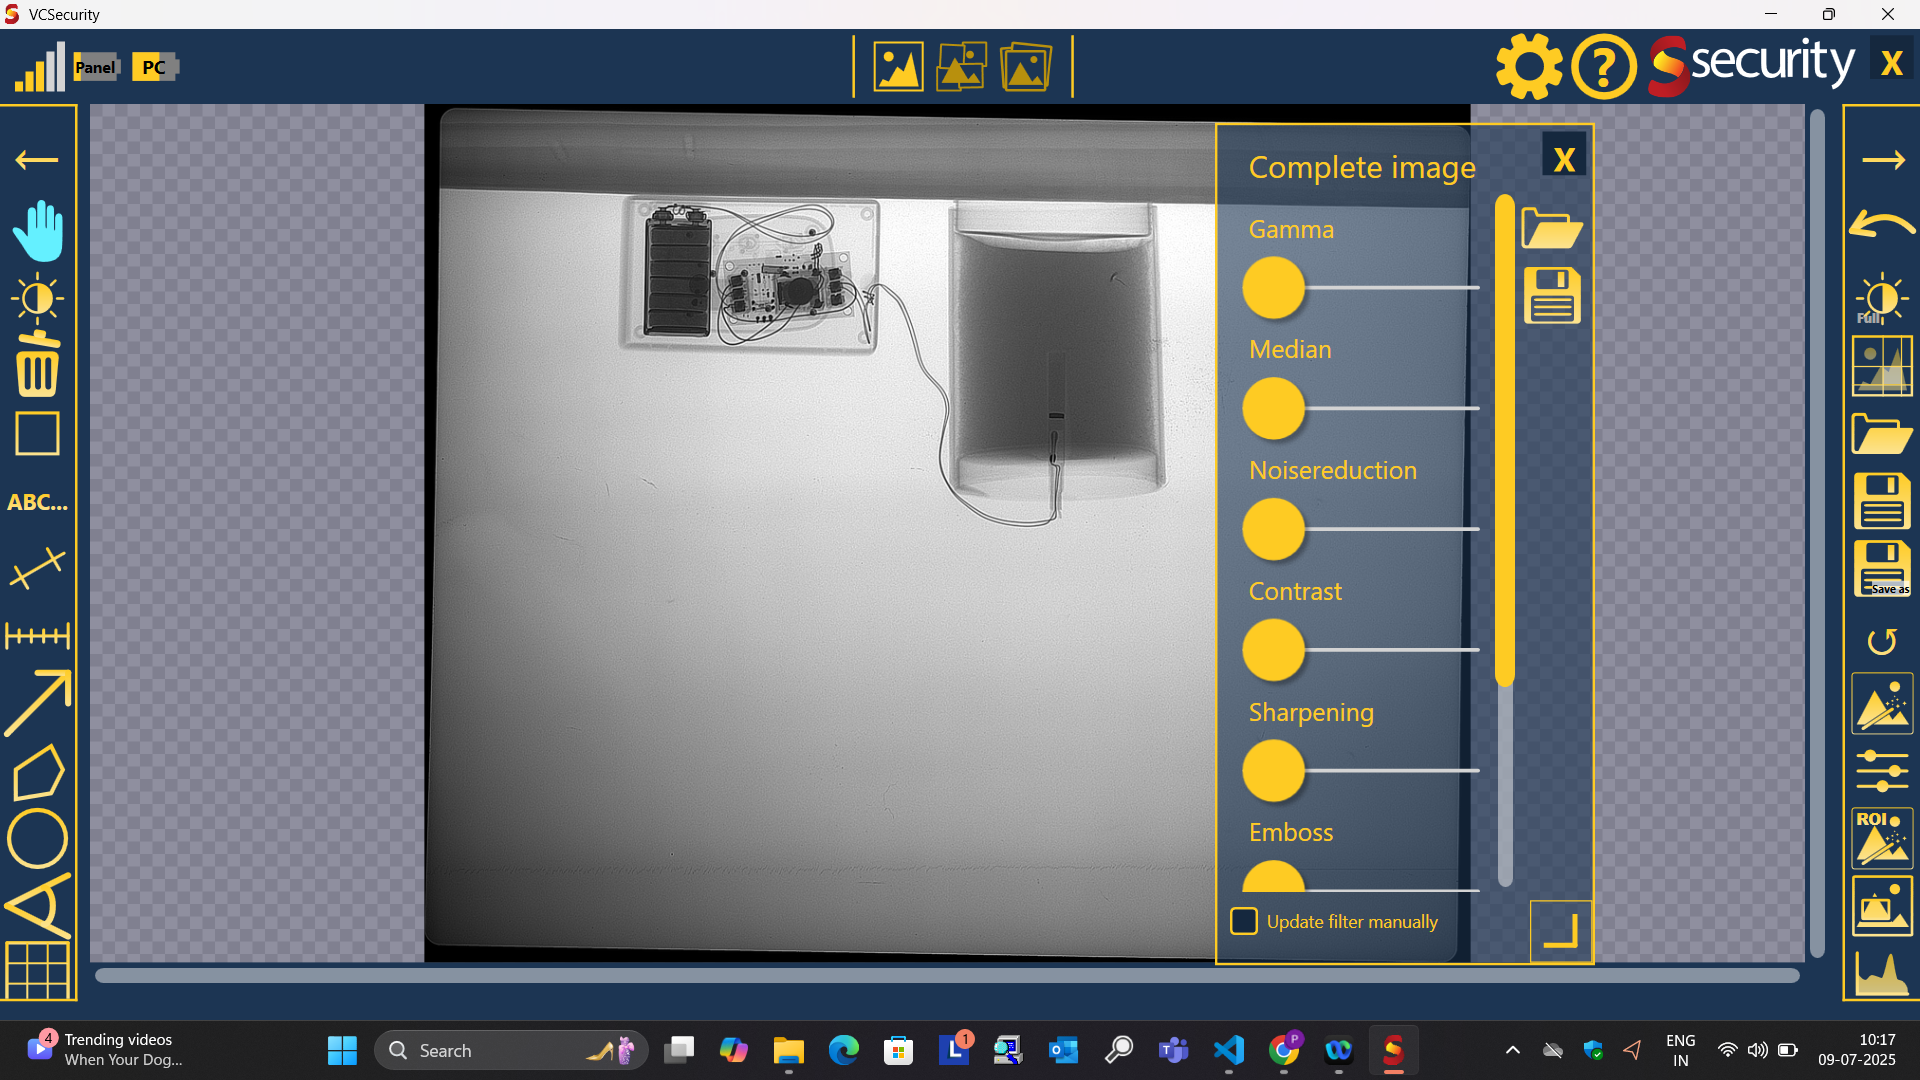 VCSecurity
Panel
PC
security
X
Complete image
X
Gamma
Median
Noisereduction
Contrast
Sharpening
Emboss
Update filter manually
ABC...
Full
Save as
ROI
4
Trending videos
When Your Dog...
Search
L
1
P
ENG
IN
10:17
09-07-2025